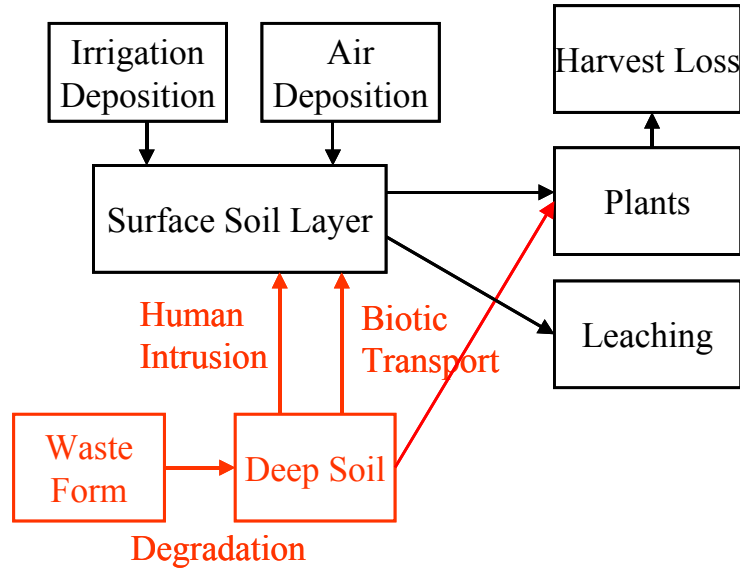 Irrigation
Deposition
Air
Deposition
Harvest Loss
Surface Soil Layer
Plants
Human
Intrusion
Biotic
Transport
Leaching
Waste
Form
Deep Soil
Degradation